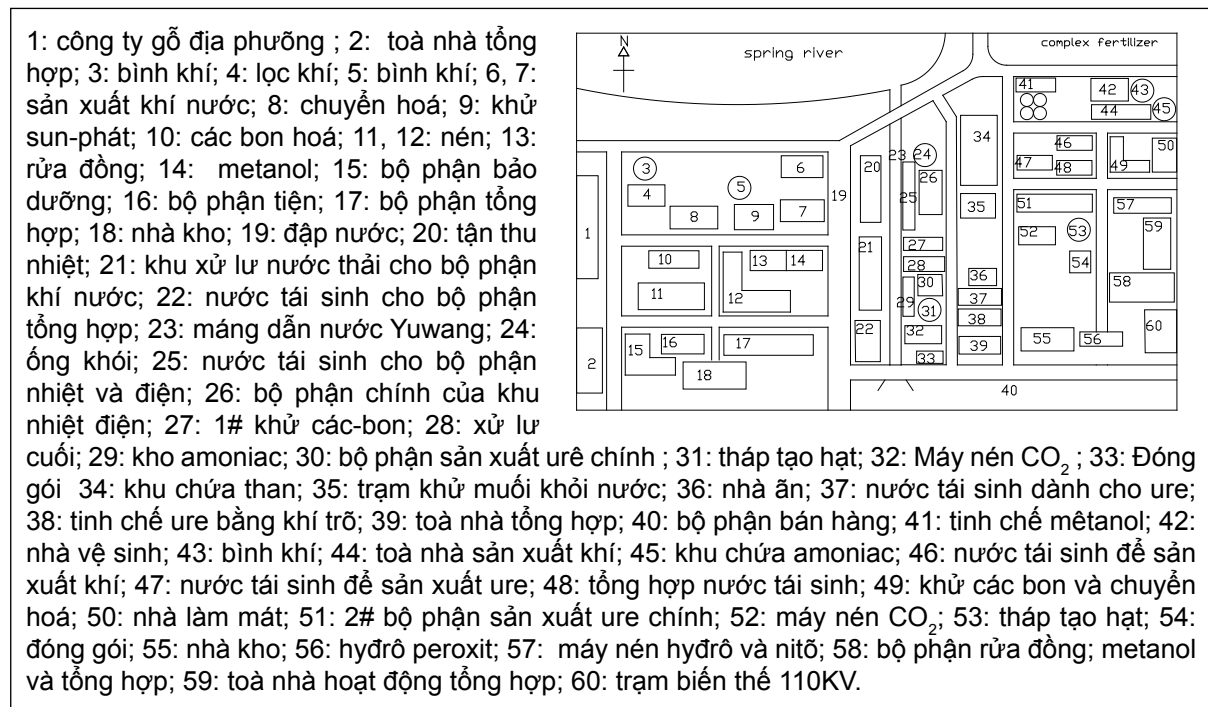 1: công ty gỗ địa phưõng ; 2: toà nhà tổng
hợp; 3: bình khí; 4: lọc khí; 5: bình khí; 6, 7:
sản xuất khí nước; 8: chuyển hoá; 9: khử
sun-phát; 10: các bon hoá; 11, 12: nén; 13:
rửa đồng; 14: metanol; 15: bộ phận bảo
dưỡng; 16: bộ phận tiện; 17: bộ phận tổng
hợp; 18: nhà kho; 19: đập nước; 20: tận thu
nhiệt; 21: khu xử lư nước thải cho bộ phận
khí nước; 22: nước tái sinh cho bộ phận
tổng hợp; 23: máng dẫn nước Yuwang; 24:
ống khói; 25: nước tái sinh cho bộ phận
nhiệt và điện; 26: bộ phận chính của khu
nhiệt điện; 27: 1# khử các-bon; 28: xử lư
cuối; 29: kho amoniac; 30: bộ phận sản xuất urê chính ; 31: tháp tạo hạt; 32: Máy nén CO₂ ; 33: Đóng
gói 34: khu chứa than; 35: trạm khử muối khỏi nước; 36: nhà ãn; 37: nước tái sinh dành cho ure;
38: tinh chế ure bằng khí trõ; 39: toà nhà tổng hợp; 40: bộ phận bán hàng; 41: tinh chế mêtanol; 42:
nhà vệ sinh; 43: bình khí; 44: toà nhà sản xuất khí; 45: khu chứa amoniac; 46: nước tái sinh để sản
xuất khí; 47: nước tái sinh để sản xuất ure; 48: tổng hợp nước tái sinh; 49: khử các bon và chuyển
hoá; 50: nhà làm mát; 51: 2# bộ phận sản xuất ure chính; 52: máy nén CO₂; 53: tháp tạo hạt; 54:
đóng gói; 55: nhà kho; 56: hyđrô peroxit; 57: máy nén hyđrô và nitõ; 58: bộ phận rửa đồng; metanol
và tổng hợp; 59: toà nhà hoạt động tổng hợp; 60: trạm biến thế 110KV.
N
spring river
complex fertilizer
41 42 43
44 45
34
46 50
47 48 49
3 4 5 6
20 23 24
26 25
19
8 9 7
35
51 57
52 53 59
1
21 27
10 13 14
28 54
30 36
11 12
29 31 37 58
22 32 38
15 16 17
55 56 60
2 18
33 39
40